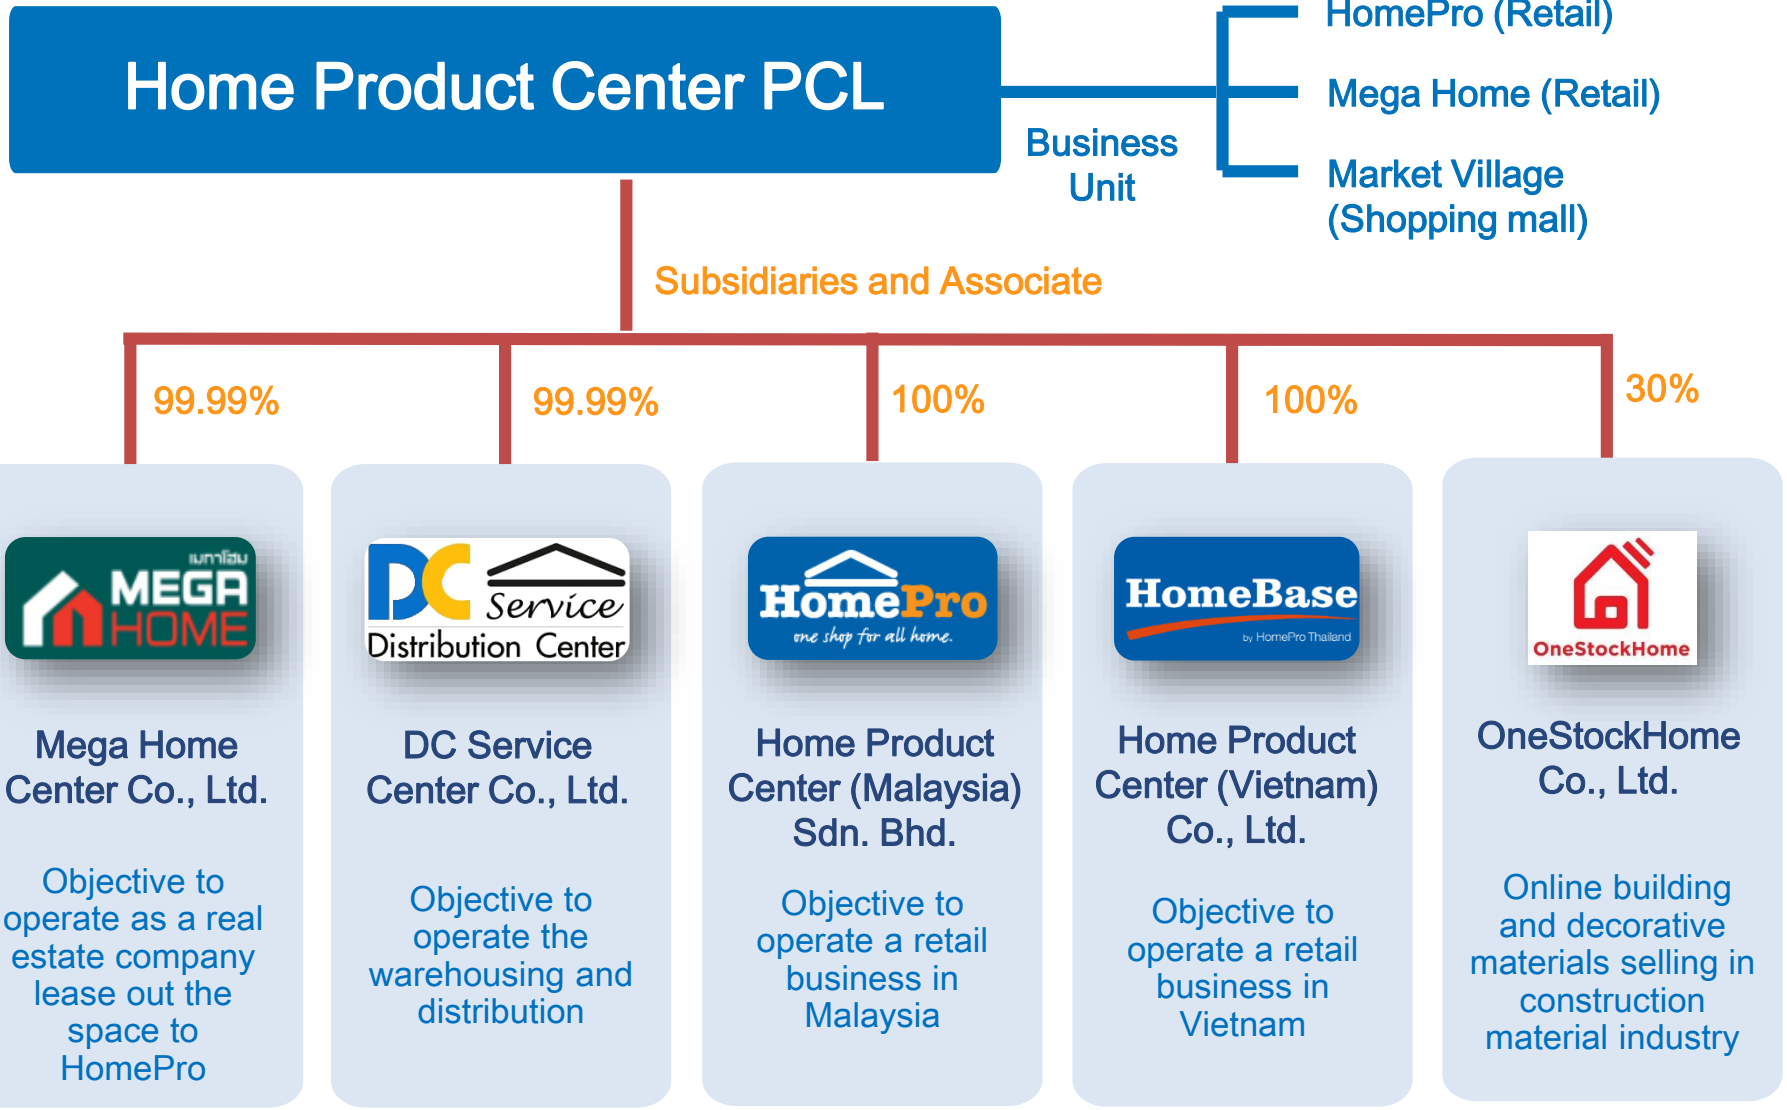 Home Product Center PCL
HomePro (Retail)
Mega Home (Retail)
Business
Unit
Market Village
(Shopping mall)
Subsidiaries and Associate
99.99%
99.99%
100%
100%
30%
เมกาโฮม
MEGA
HOME
Mega Home
Center Co., Ltd.
Objective to
operate as a real
estate company
lease out the
space to
HomePro
DC Service
Distribution Center
DC Service
Center Co., Ltd.
Objective to
operate the
warehousing and
distribution
HomePro
one shop for all home.
Home Product
Center (Malaysia)
Sdn. Bhd.
Objective to
operate a retail
business in
Malaysia
HomeBase
by HomePro Thailand
Home Product
Center (Vietnam)
Co., Ltd.
Objective to
operate a retail
business in
Vietnam
OneStockHome
OneStockHome
Co., Ltd.
Online building
and decorative
materials selling in
construction
material industry